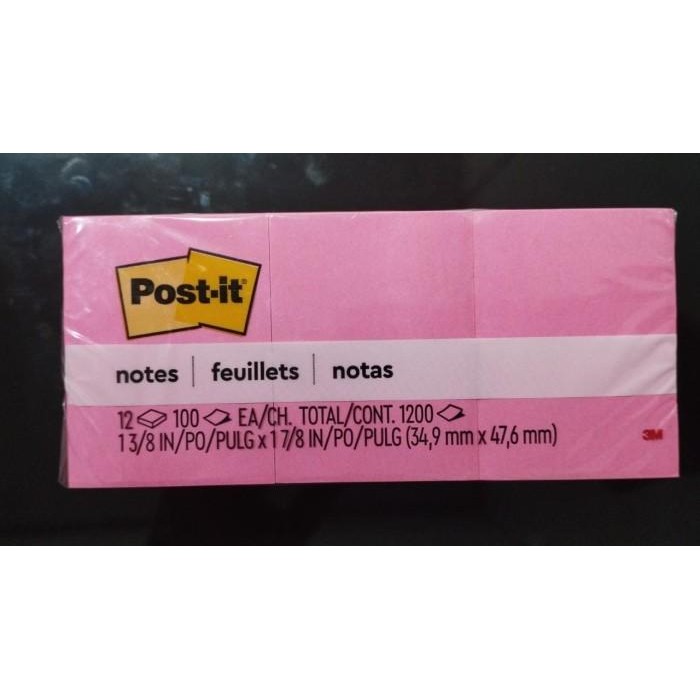 Post-it®
notes | feuillets | notas
12 100 EA/CH. TOTAL/CONT. 1200
1 3/8 IN/PO/PULG x 1 7/8 IN/PO/PULG (34,9 mm x 47,6 mm)
3M